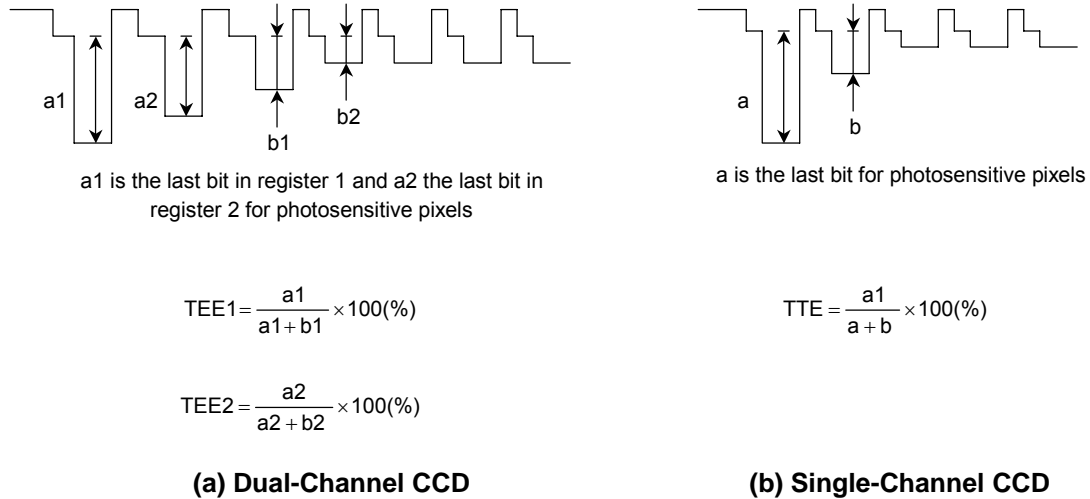 a1
a2
b1
b2
a1 is the last bit in register 1 and a2 the last bit in
register 2 for photosensitive pixels
TEE1 = a1 / (a1 + b1) × 100(%)
TEE2 = a2 / (a2 + b2) × 100(%)
(a) Dual-Channel CCD
a
b
a is the last bit for photosensitive pixels
TTE = a1 / (a + b) × 100(%)
(b) Single-Channel CCD